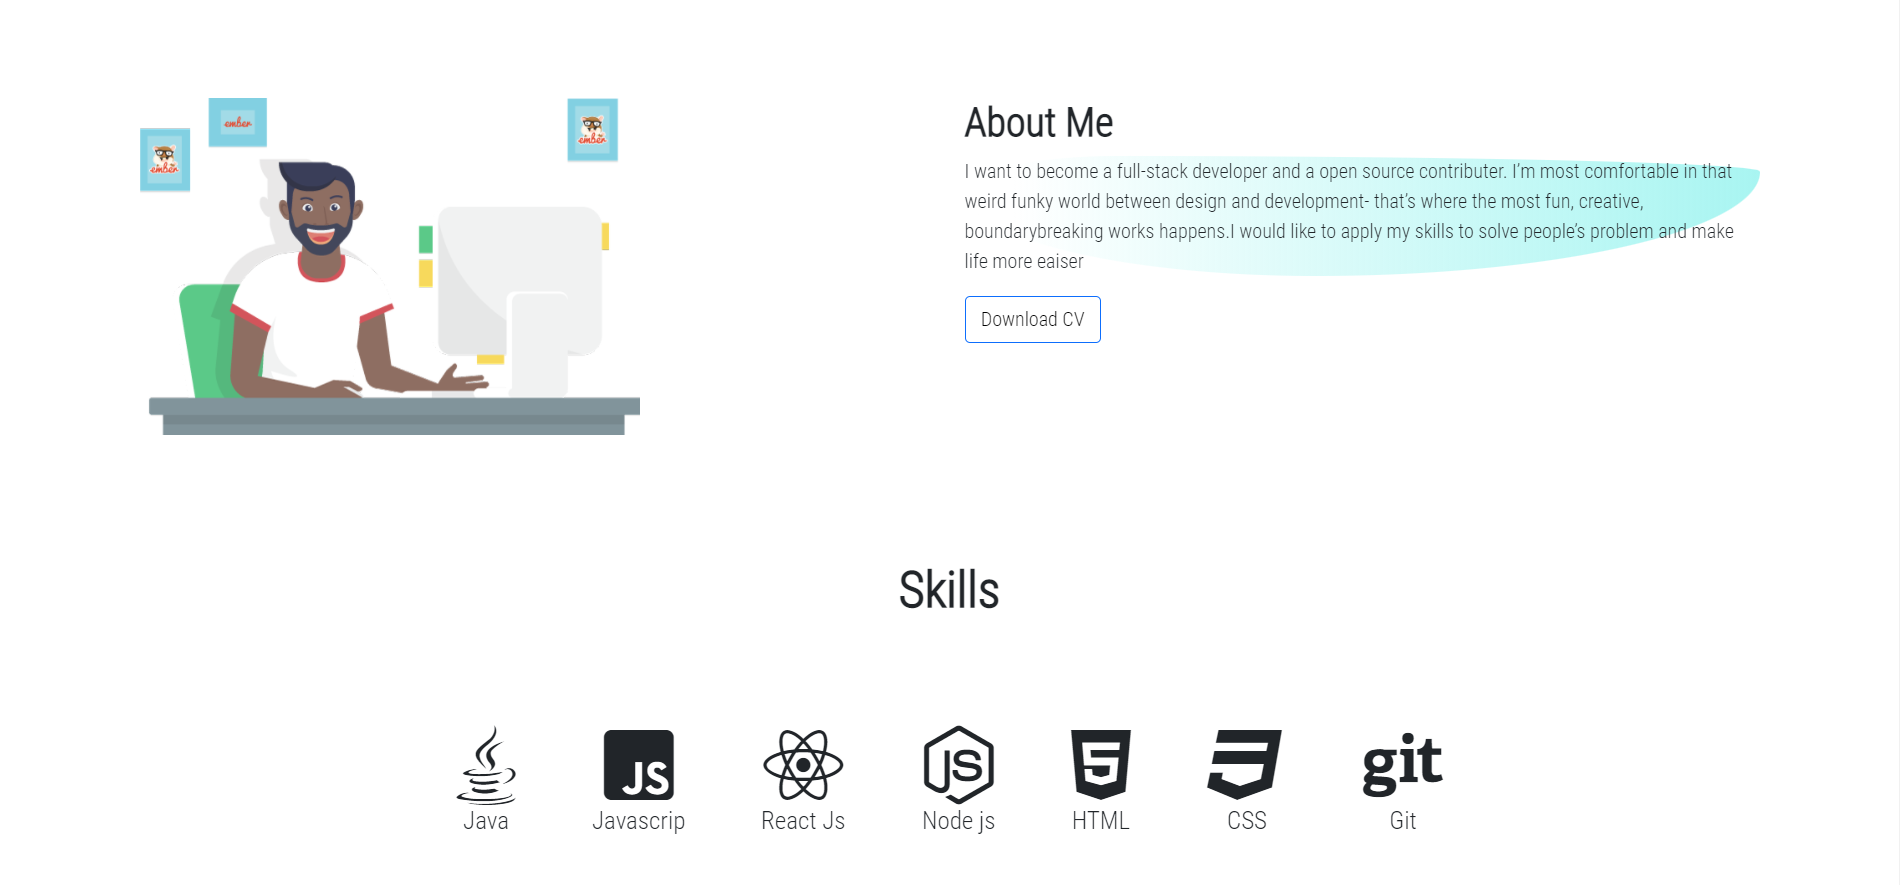 ember
ember
ember
About Me
I want to become a full-stack developer and a open source contributer. I’m most comfortable in that
weird funky world between design and development- that’s where the most fun, creative,
boundarybreaking works happens.I would like to apply my skills to solve people’s problem and make
life more eaiser
Download CV
Skills
JS
JS
5
git
Java
Javascrip
React Js
Node js
HTML
CSS
Git